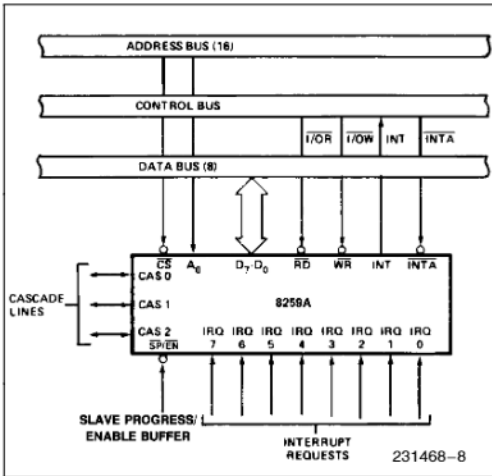 ADDRESS BUS (16)
CONTROL BUS
I/OR I/OW INT INTA
DATA BUS (8)
CS A0 D7-D0 RD WR INT INTA
CAS 0
8259A
CASCADE
LINES
CAS 1
CAS 2 IRQ IRQ IRQ IRQ IRQ IRQ IRQ IRQ
SP/EN 7 6 5 4 3 2 1 0
SLAVE PROGRESS/
ENABLE BUFFER
INTERRUPT
REQUESTS
231468-8